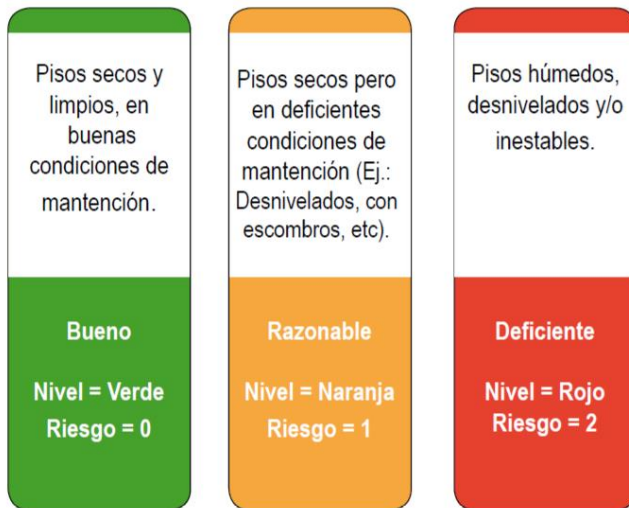 Pisos secos y
limpios, en
buenas
condiciones de
mantención.
Bueno
Nivel = Verde
Riesgo = 0
Pisos secos pero
en deficientes
condiciones de
mantención (Ej.:
Desnivelados, con
escombros, etc).
Razonable
Nivel = Naranja
Riesgo = 1
Pisos húmedos,
desnivelados y/o
inestables.
Deficiente
Nivel = Rojo
Riesgo = 2